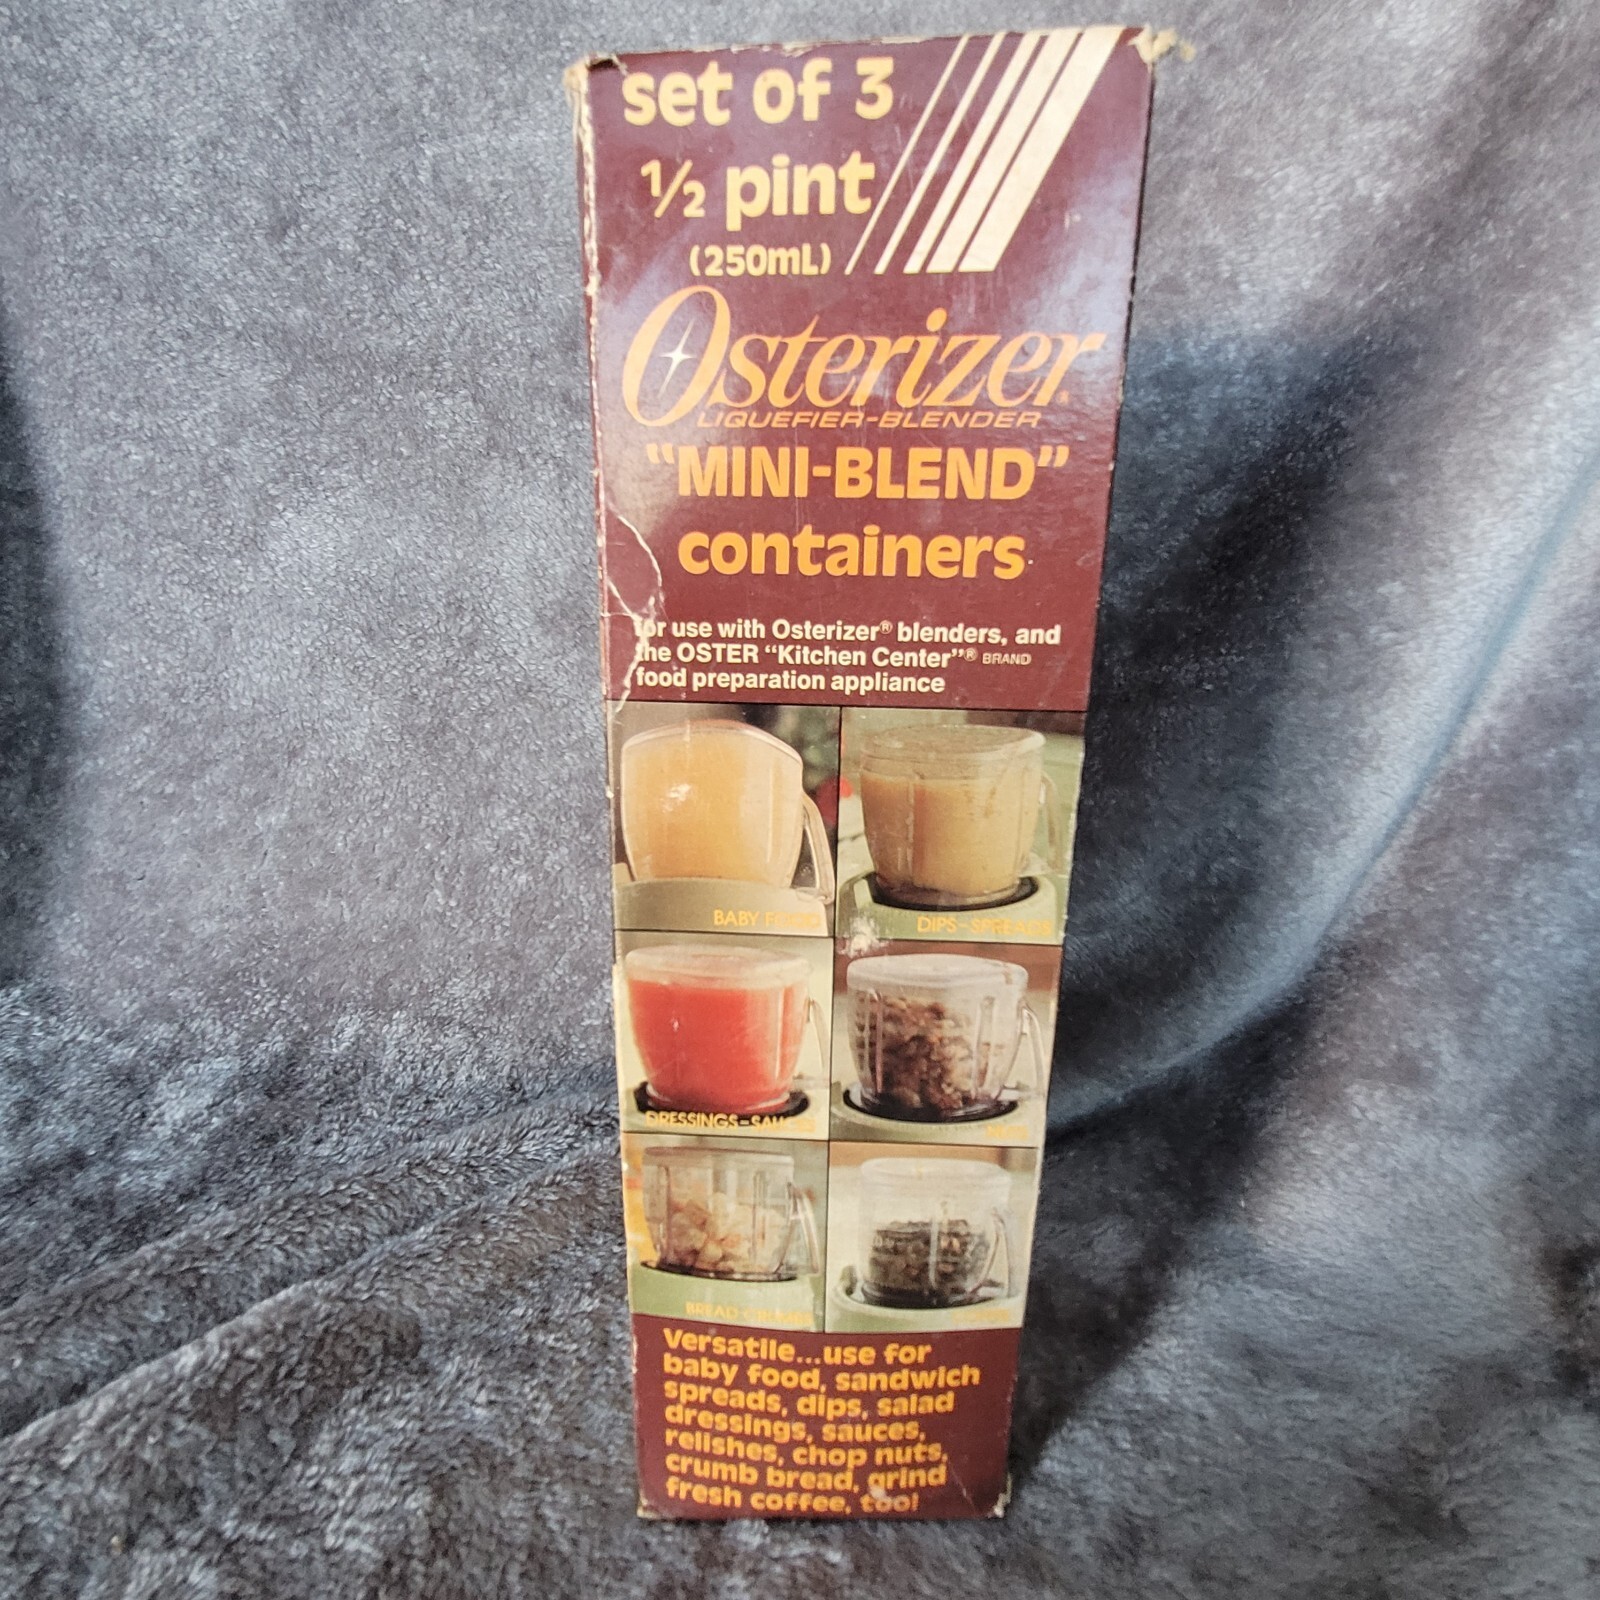 set of 3
1/2 pint
(250mL)
Osterizer®
LIQUEFIER-BLENDER
"MINI-BLEND"
containers
for use with Osterizer® blenders, and
the OSTER "Kitchen Center"® BRAND
food preparation appliance
BABY FOOD
DIPS-SPREADS
DRESSINGS-SAUCES
BREAD-CRUMBS
Versatile...use for
baby food, sandwich
spreads, dips, salad
dressings, sauces,
relishes, chop nuts,
crumb bread, grind
fresh coffee, too!